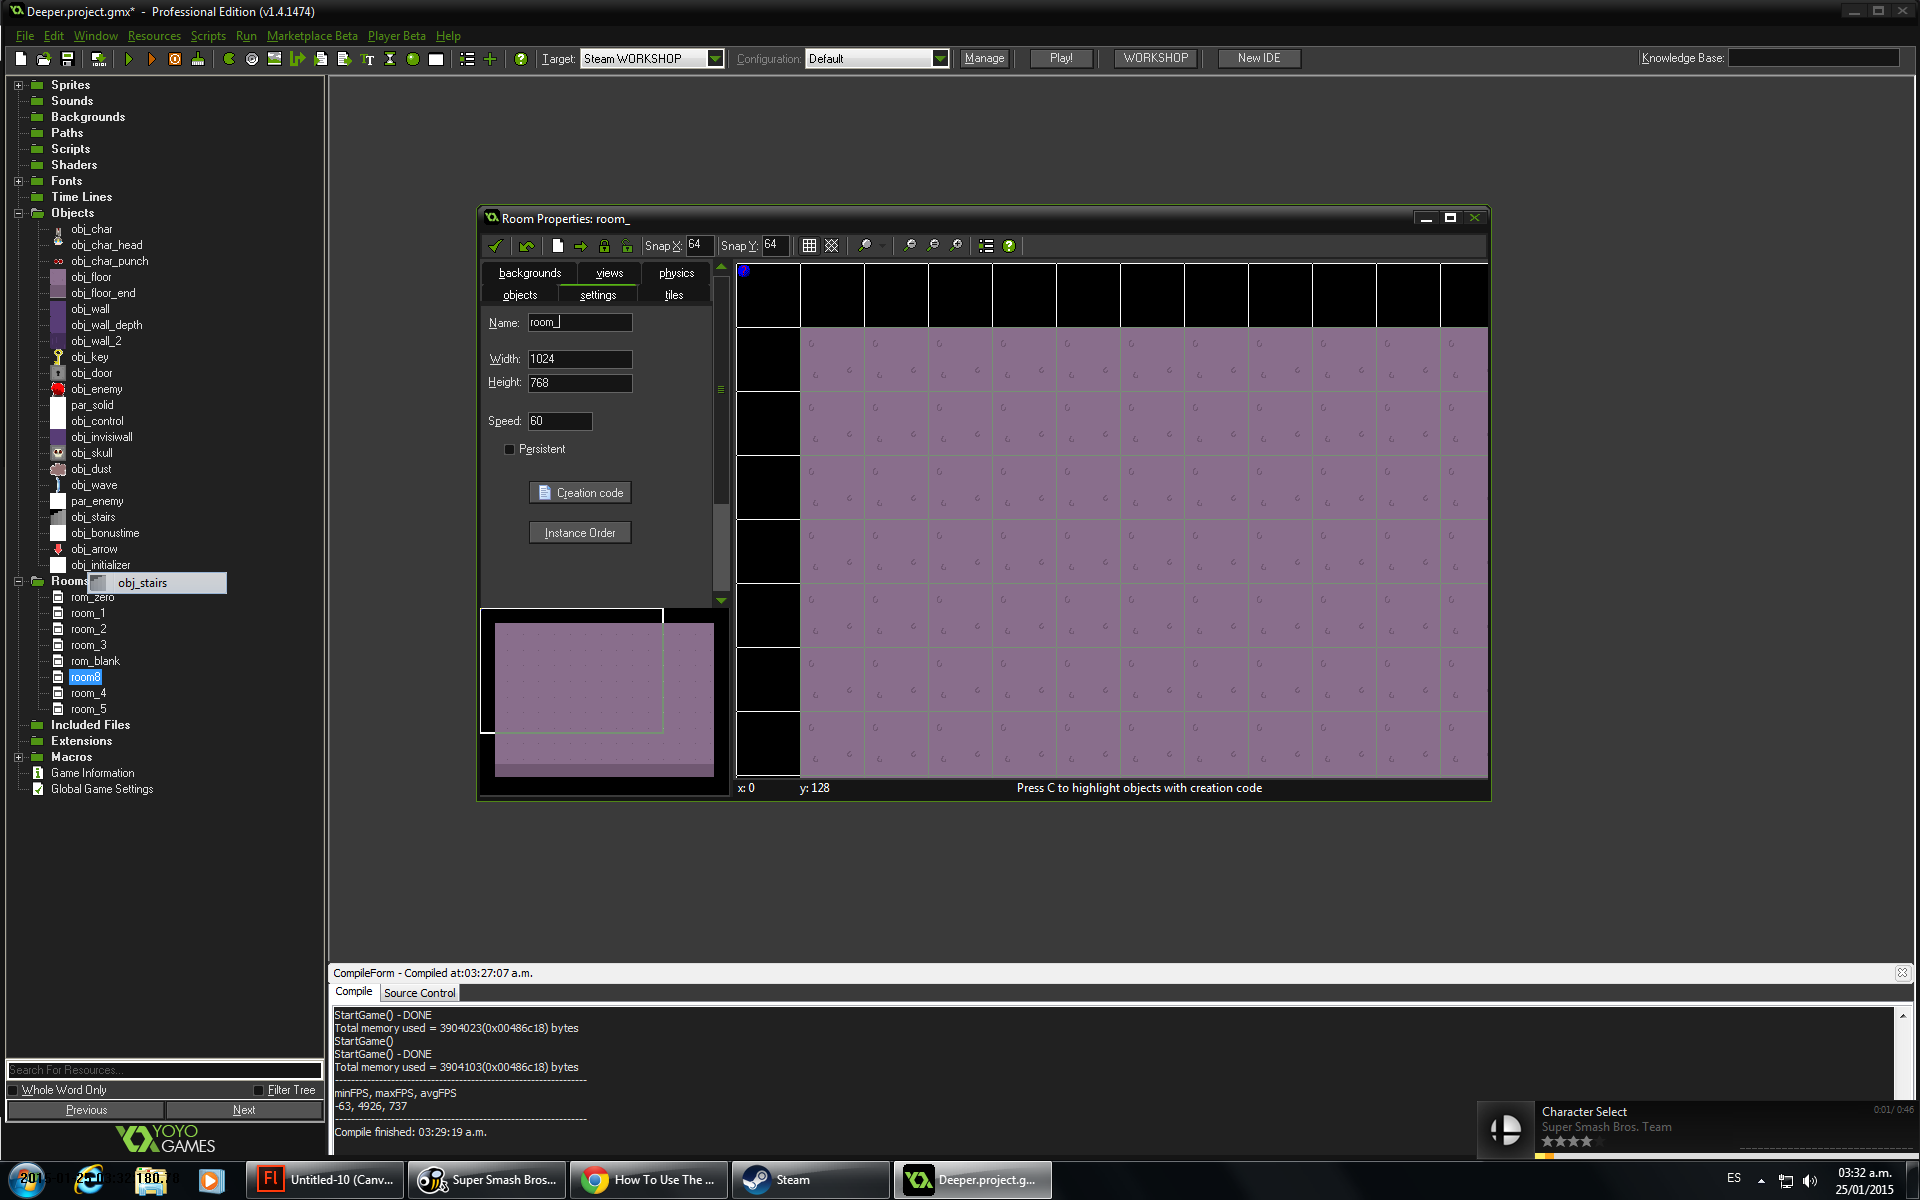 Deeper.project.gmx* - Professional Edition (v1.4.1474)
File Edit Window Resources Scripts Run Marketplace Beta Player Beta Help
Target: Steam WORKSHOP Configuration: Default Manage Play! WORKSHOP New IDE Knowledge Base:
Sprites
Sounds
Backgrounds
Paths
Scripts
Shaders
Fonts
Time Lines
Objects
obj_char
obj_char_head
obj_char_punch
obj_floor
obj_floor_end
obj_wall
obj_wall_depth
obj_wall_2
obj_key
obj_door
obj_enemy
par_solid
obj_control
obj_invisiwall
obj_skull
obj_dust
obj_wave
par_enemy
obj_stairs
obj_bonustime
obj_arrow
obj_initializer
Rooms
obj_stairs
rom_zero
room_1
room_2
room_3
rom_blank
room8
room_4
room_5
Included Files
Extensions
Macros
Game Information
Global Game Settings
Search For Resources...
Whole Word Only Filter Tree
Previous Next
YOYO
GAMES
Room Properties: room_
Snap X: 64 Snap Y: 64
backgrounds views physics
objects settings tiles
Name: room_
Width: 1024
Height: 768
Speed: 60
Persistent
Creation code
Instance Order
x: 0 y: 128 Press C to highlight objects with creation code
CompileForm - Compiled at:03:27:07 a.m.
Compile Source Control
StartGame() - DONE
Total memory used = 3904023(0x00486c18) bytes
StartGame()
StartGame() - DONE
Total memory used = 3904103(0x00486c18) bytes
minFPS, maxFPS, avgFPS
-63, 4926, 737
Compile finished: 03:29:19 a.m.
Character Select 0:01/ 0:46
Super Smash Bros. Team
2015-01-25 03:32:180.78
Fl Untitled-10 (Canv... Super Smash Bros... How To Use The ... Steam Deeper.project.g... ES
03:32 a.m.
25/01/2015